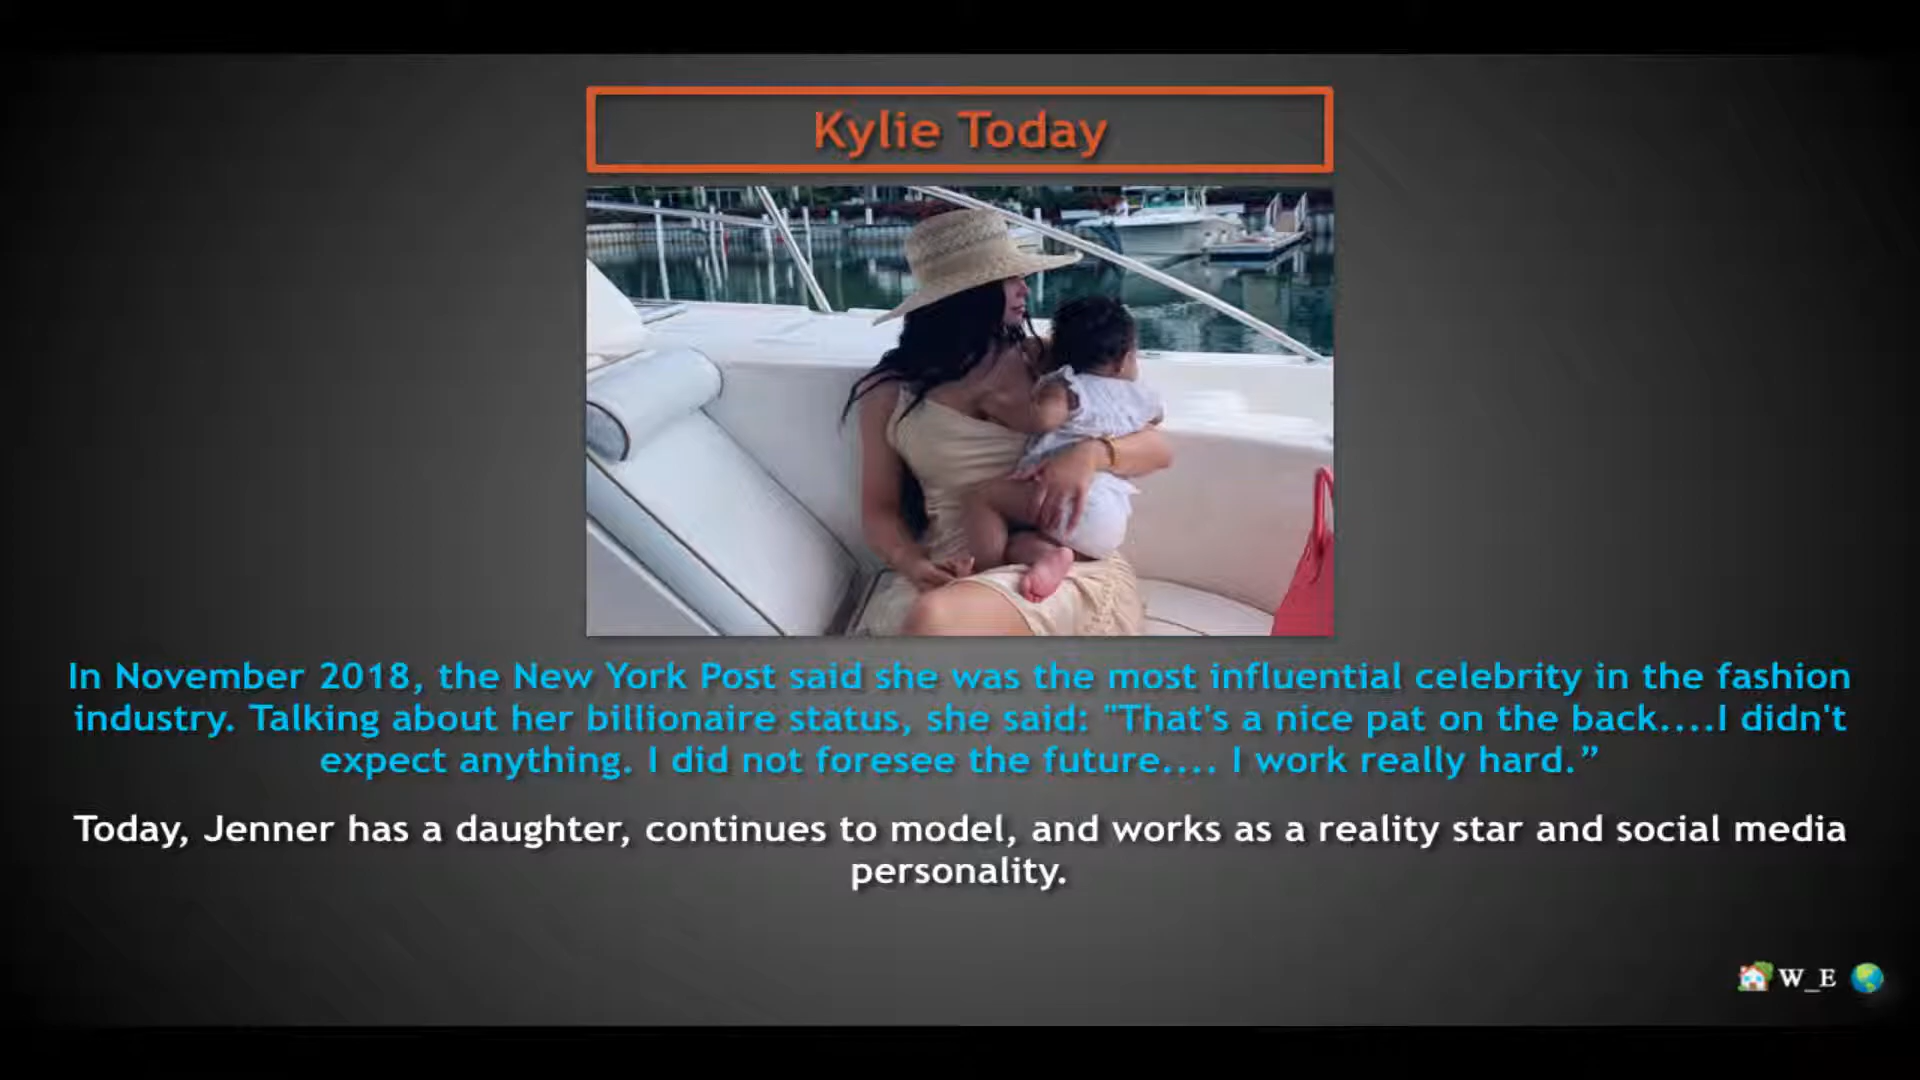 Kylie Today
In November 2018, the New York Post said she was the most influential celebrity in the fashion
industry. Talking about her billionaire status, she said: "That's a nice pat on the back....I didn't
expect anything. I did not foresee the future.... I work really hard.”
Today, Jenner has a daughter, continues to model, and works as a reality star and social media
personality.
W_E